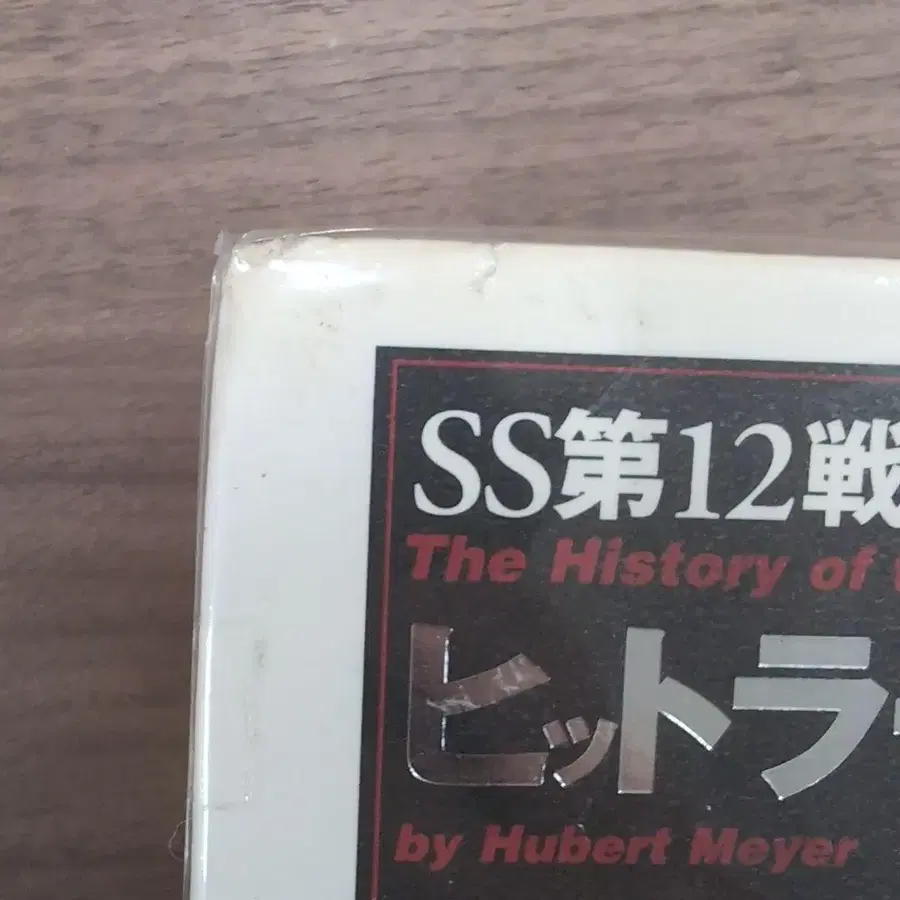 SS第12戦
The History of
ヒットラ
by Hubert Meyer